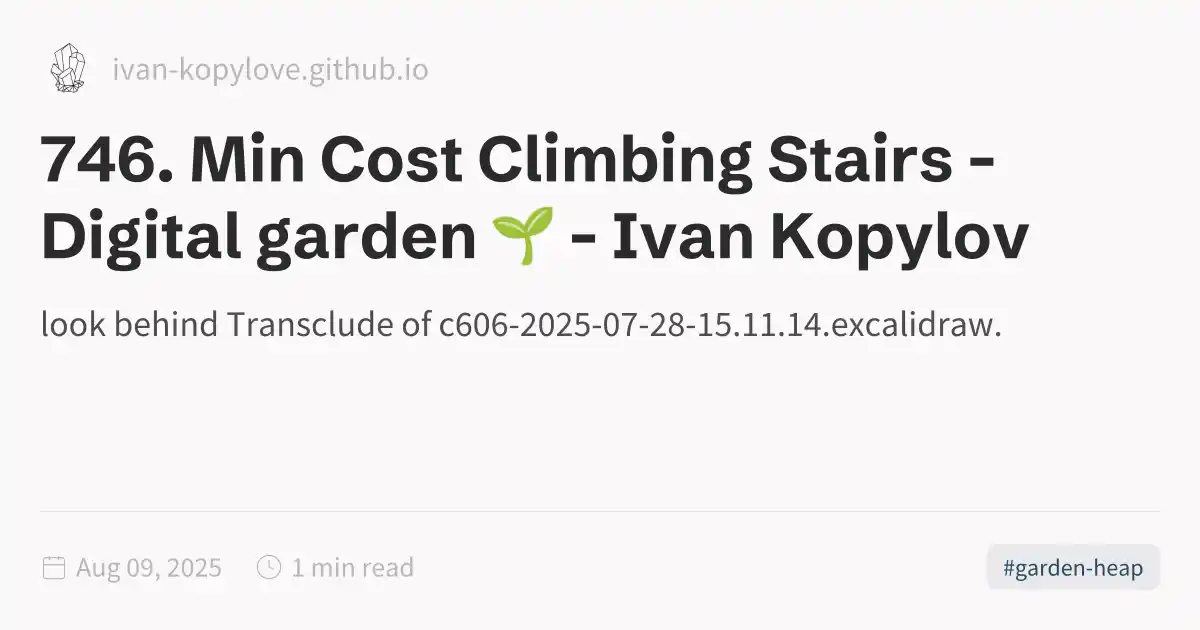 ivan-kopylove.github.io
746. Min Cost Climbing Stairs -
Digital garden 🌱 - Ivan Kopylov
look behind Transclude of c606-2025-07-28-15.11.14.excalidraw.
Aug 09, 2025
1 min read
#garden-heap